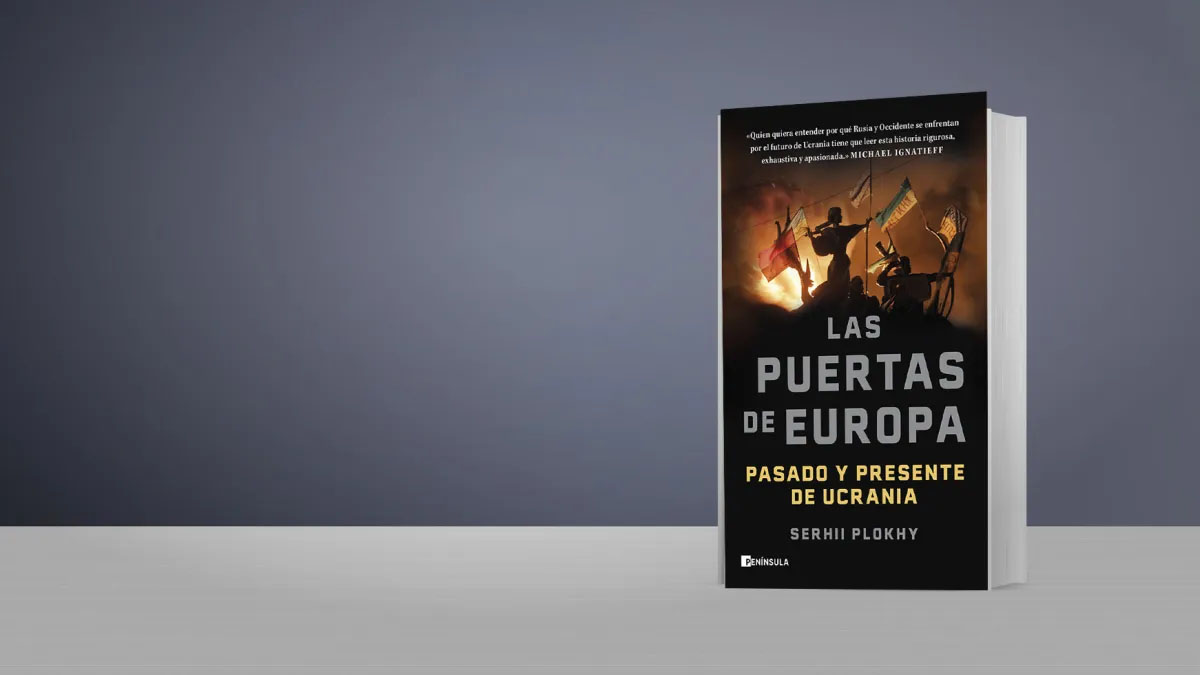 «Quien quiera entender por qué Rusia y Occidente se enfrentan
por el futuro de Ucrania tiene que leer esta historia rigurosa,
exhaustiva y apasionada.» MICHAEL IGNATIEFF
LAS
PUERTAS
DE EUROPA
PASADO Y PRESENTE
DE UCRANIA
SERHII PLOKHY
PENÍNSULA